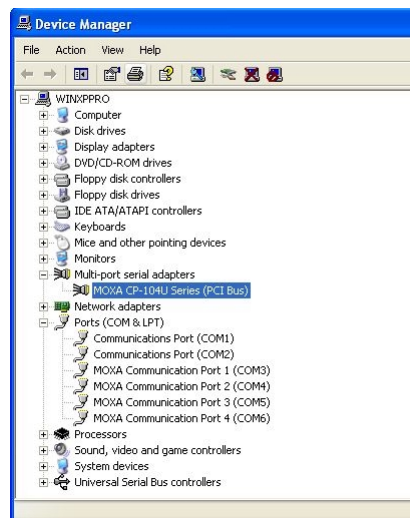 Device Manager
File Action View Help
WINXPPRO
Computer
Disk drives
Display adapters
DVD/CD-ROM drives
Floppy disk controllers
Floppy disk drives
IDE ATA/ATAPI controllers
Keyboards
Mice and other pointing devices
Monitors
Multi-port serial adapters
MOXA CP-104U Series (PCI Bus)
Network adapters
Ports (COM & LPT)
Communications Port (COM1)
Communications Port (COM2)
MOXA Communication Port 1 (COM3)
MOXA Communication Port 2 (COM4)
MOXA Communication Port 3 (COM5)
MOXA Communication Port 4 (COM6)
Processors
Sound, video and game controllers
System devices
Universal Serial Bus controllers